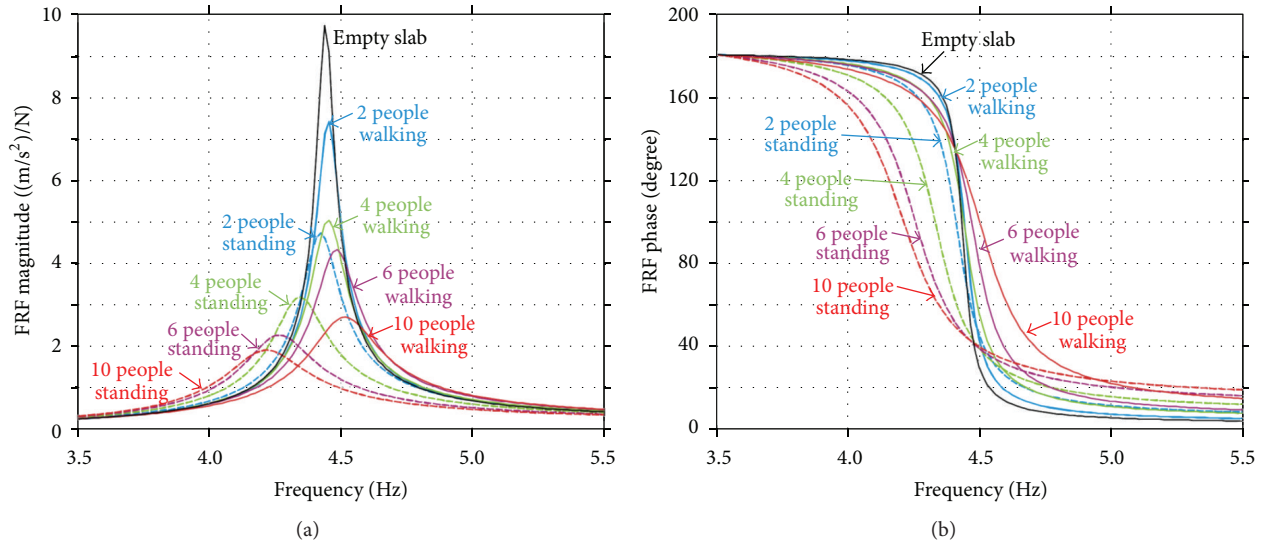 10
8
6
4
2
0
3.5
4.0
4.5
5.0
5.5
FRF magnitude ((m/s²)/N)
Frequency (Hz)
Empty slab
2 people
walking
4 people
walking
2 people
standing
6 people
walking
4 people
standing
10 people
walking
6 people
standing
10 people
standing
(a)
200
160
120
80
40
0
3.5
4.0
4.5
5.0
5.5
FRF phase (degree)
Frequency (Hz)
Empty slab
2 people
walking
2 people
standing
4 people
walking
4 people
standing
6 people
standing
6 people
walking
10 people
standing
10 people
walking
(b)